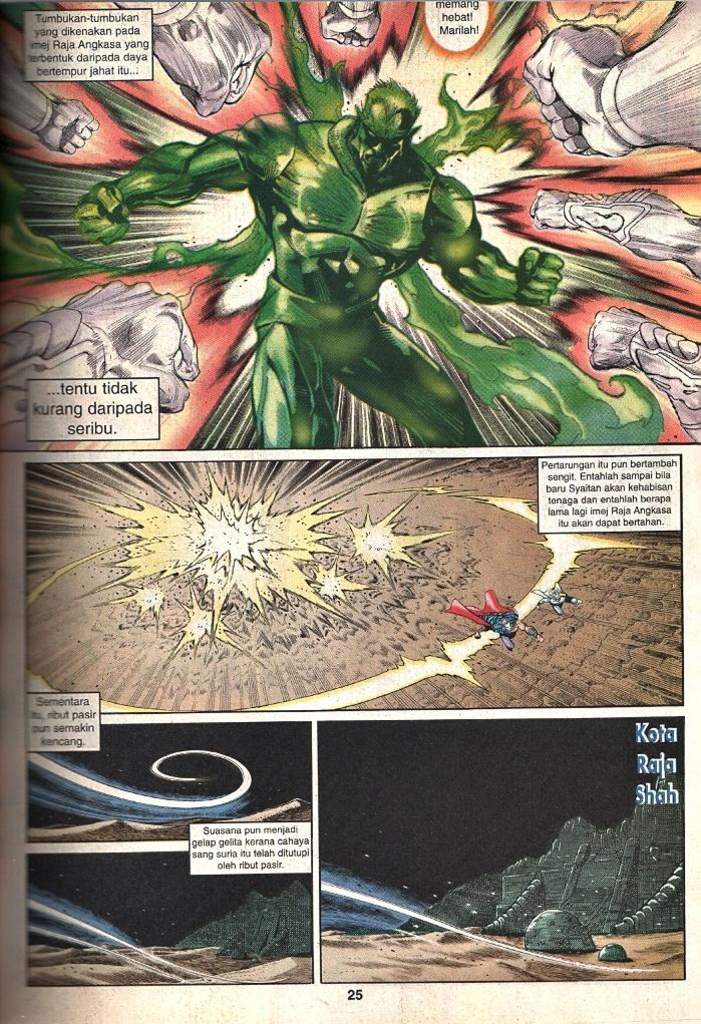 Tumbukan-tumbukan
yang dikenakan pada
imej Raja Angkasa yang
terbentuk daripada daya
bertempur jahat itu...
memang
hebat!
Marilah!
...tentu tidak
kurang daripada
seribu.
Pertarungan itu pun bertambah
sengit. Entahlah sampai bila
baru Syaitan akan kehabisan
tenaga dan entahlah berapa
lama lagi imej Raja Angkasa
itu akan dapat bertahan.
Sementara
itu, ribut pasir
pun semakin
kencang.
Suasana pun menjadi
gelap gelita kerana cahaya
sang suria itu telah ditutupi
oleh ribut pasir.
Kota
Raja
Shah
25